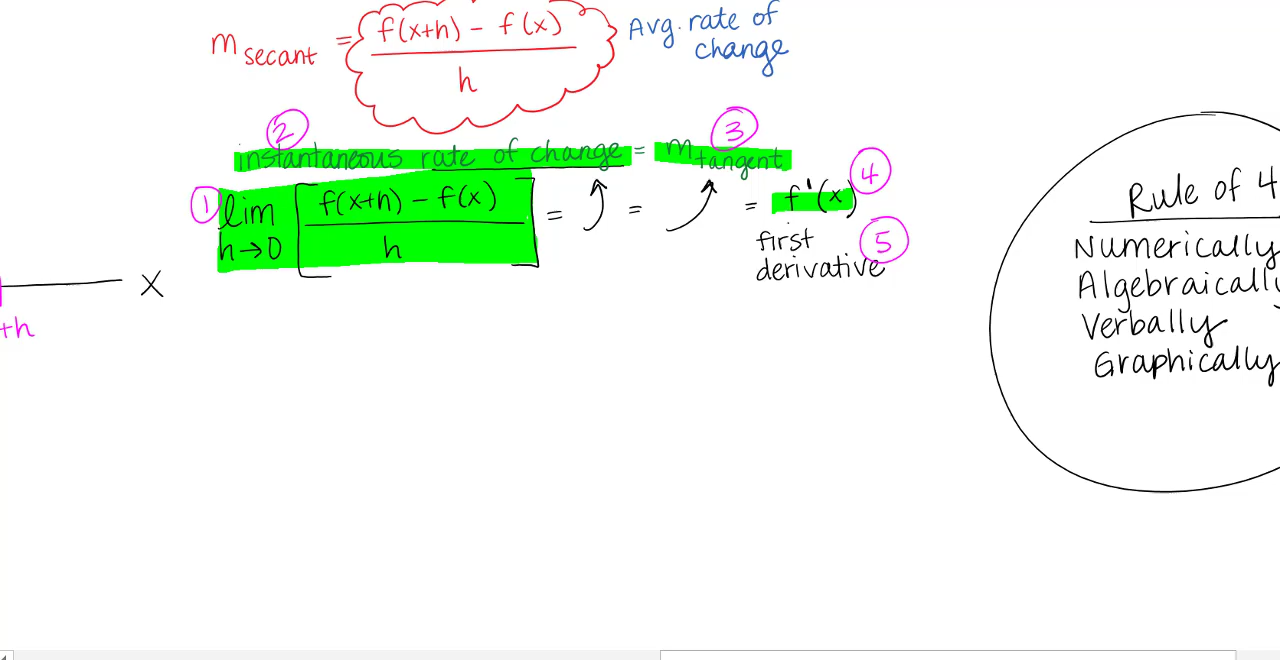 m secant = f(x+h) - f(x) / h Avg. rate of change
② ③
instantaneous rate of change = m tangent
① lim h→0 [ f(x+h) - f(x) / h ] = = = f'(x) ④
first derivative ⑤
X
+h
Rule of 4
Numerically
Algebraically
Verbally
Graphically